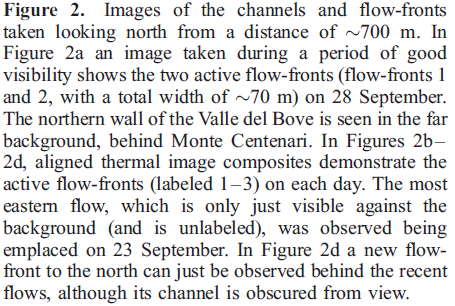 Figure 2. Images of the channels and flow-fronts
taken looking north from a distance of ~700 m. In
Figure 2a an image taken during a period of good
visibility shows the two active flow-fronts (flow-fronts 1
and 2, with a total width of ~70 m) on 28 September.
The northern wall of the Valle del Bove is seen in the far
background, behind Monte Centenari. In Figures 2b–
2d, aligned thermal image composites demonstrate the
active flow-fronts (labeled 1–3) on each day. The most
eastern flow, which is only just visible against the
background (and is unlabeled), was observed being
emplaced on 23 September. In Figure 2d a new flow-
front to the north can just be observed behind the recent
flows, although its channel is obscured from view.